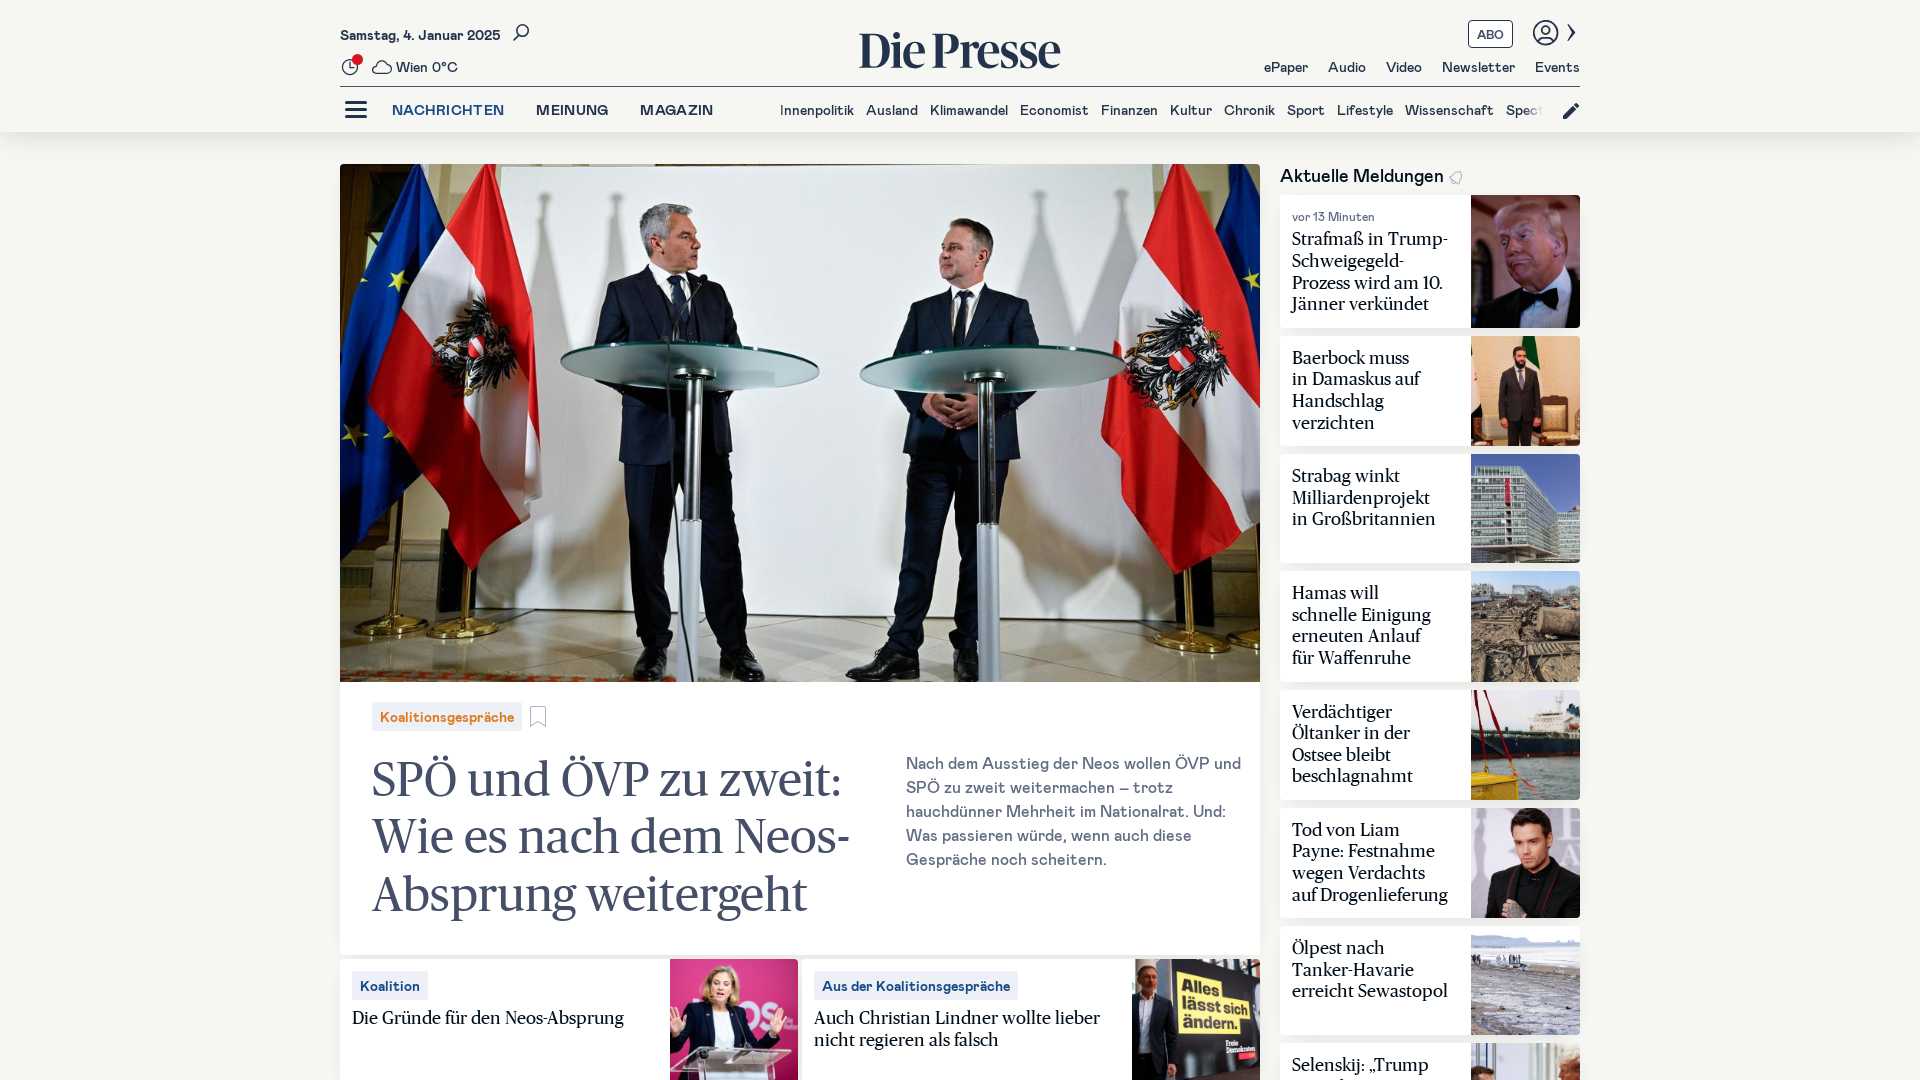 Samstag, 4. Januar 2025
Wien 0°C
Die Presse
ABO
ePaper Audio Video Newsletter Events
NACHRICHTEN MEINUNG MAGAZIN
Innenpolitik Ausland Klimawandel Economist Finanzen Kultur Chronik Sport Lifestyle Wissenschaft
Koalitionsgespräche
SPÖ und ÖVP zu zweit:
Wie es nach dem Neos-
Absprung weitergeht
Nach dem Ausstieg der Neos wollen ÖVP und
SPÖ zu zweit weitermachen – trotz
hauchdünner Mehrheit im Nationalrat. Und:
Was passieren würde, wenn auch diese
Gespräche noch scheitern.
Koalition
Die Gründe für den Neos-Absprung
Aus der Koalitionsgespräche
Auch Christian Lindner wollte lieber
nicht regieren als falsch
Alles
lässt sich
ändern.
Freie
Demokraten
Aktuelle Meldungen
vor 13 Minuten
Strafmaß in Trump-
Schweigegeld-
Prozess wird am 10.
Jänner verkündet
Baerbock muss
in Damaskus auf
Handschlag
verzichten
Strabag winkt
Milliardenprojekt
in Großbritannien
Hamas will
schnelle Einigung
erneuten Anlauf
für Waffenruhe
Verdächtiger
Öltanker in der
Ostsee bleibt
beschlagnahmt
Tod von Liam
Payne: Festnahme
wegen Verdachts
auf Drogenlieferung
Ölpest nach
Tanker-Havarie
erreicht Sewastopol
Selenskij: „Trump